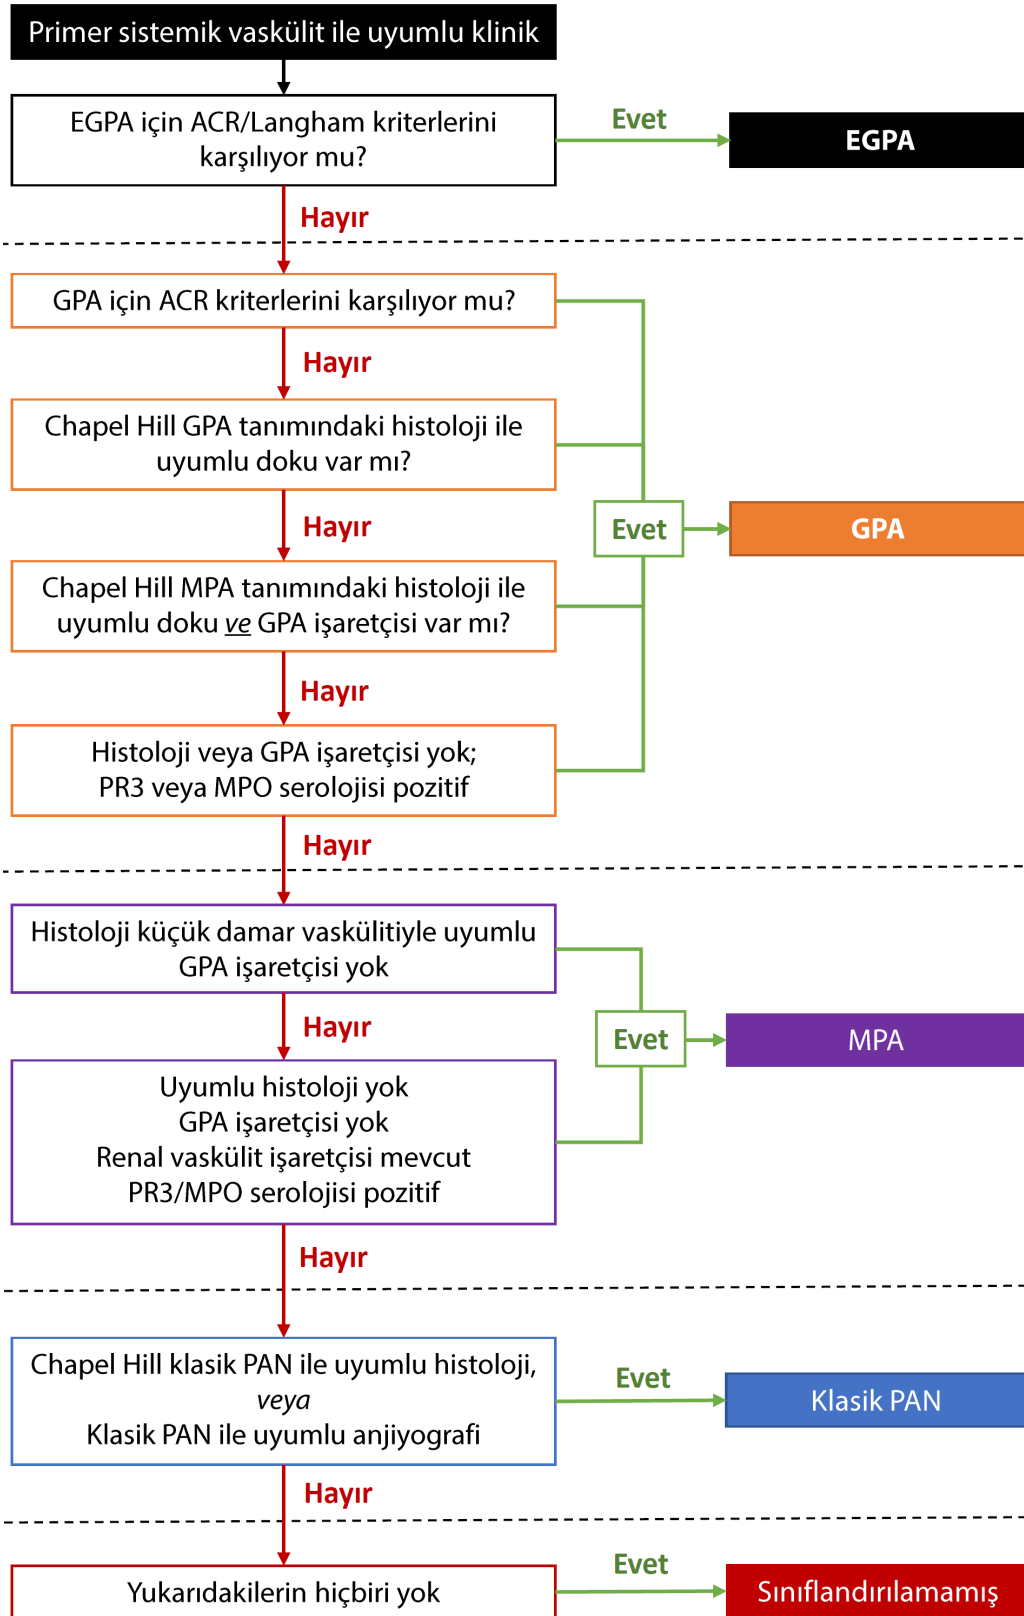 Primer sistemik vaskülit ile uyumlu klinik
EGPA için ACR/Langham kriterlerini
karşılıyor mu?
Evet
EGPA
Hayır
GPA için ACR kriterlerini karşılıyor mu?
Hayır
Chapel Hill GPA tanımındaki histoloji ile
uyumlu doku var mı?
Hayır
Evet
GPA
Chapel Hill MPA tanımındaki histoloji ile
uyumlu doku ve GPA işaretçisi var mı?
Hayır
Histoloji veya GPA işaretçisi yok;
PR3 veya MPO serolojisi pozitif
Hayır
Histoloji küçük damar vaskülitiyle uyumlu
GPA işaretçisi yok
Hayır
Evet
MPA
Uyumlu histoloji yok
GPA işaretçisi yok
Renal vaskülit işaretçisi mevcut
PR3/MPO serolojisi pozitif
Hayır
Chapel Hill klasik PAN ile uyumlu histoloji,
veya
Klasik PAN ile uyumlu anjiyografi
Evet
Klasik PAN
Hayır
Yukarıdakilerin hiçbiri yok
Evet
Sınıflandırılamamış